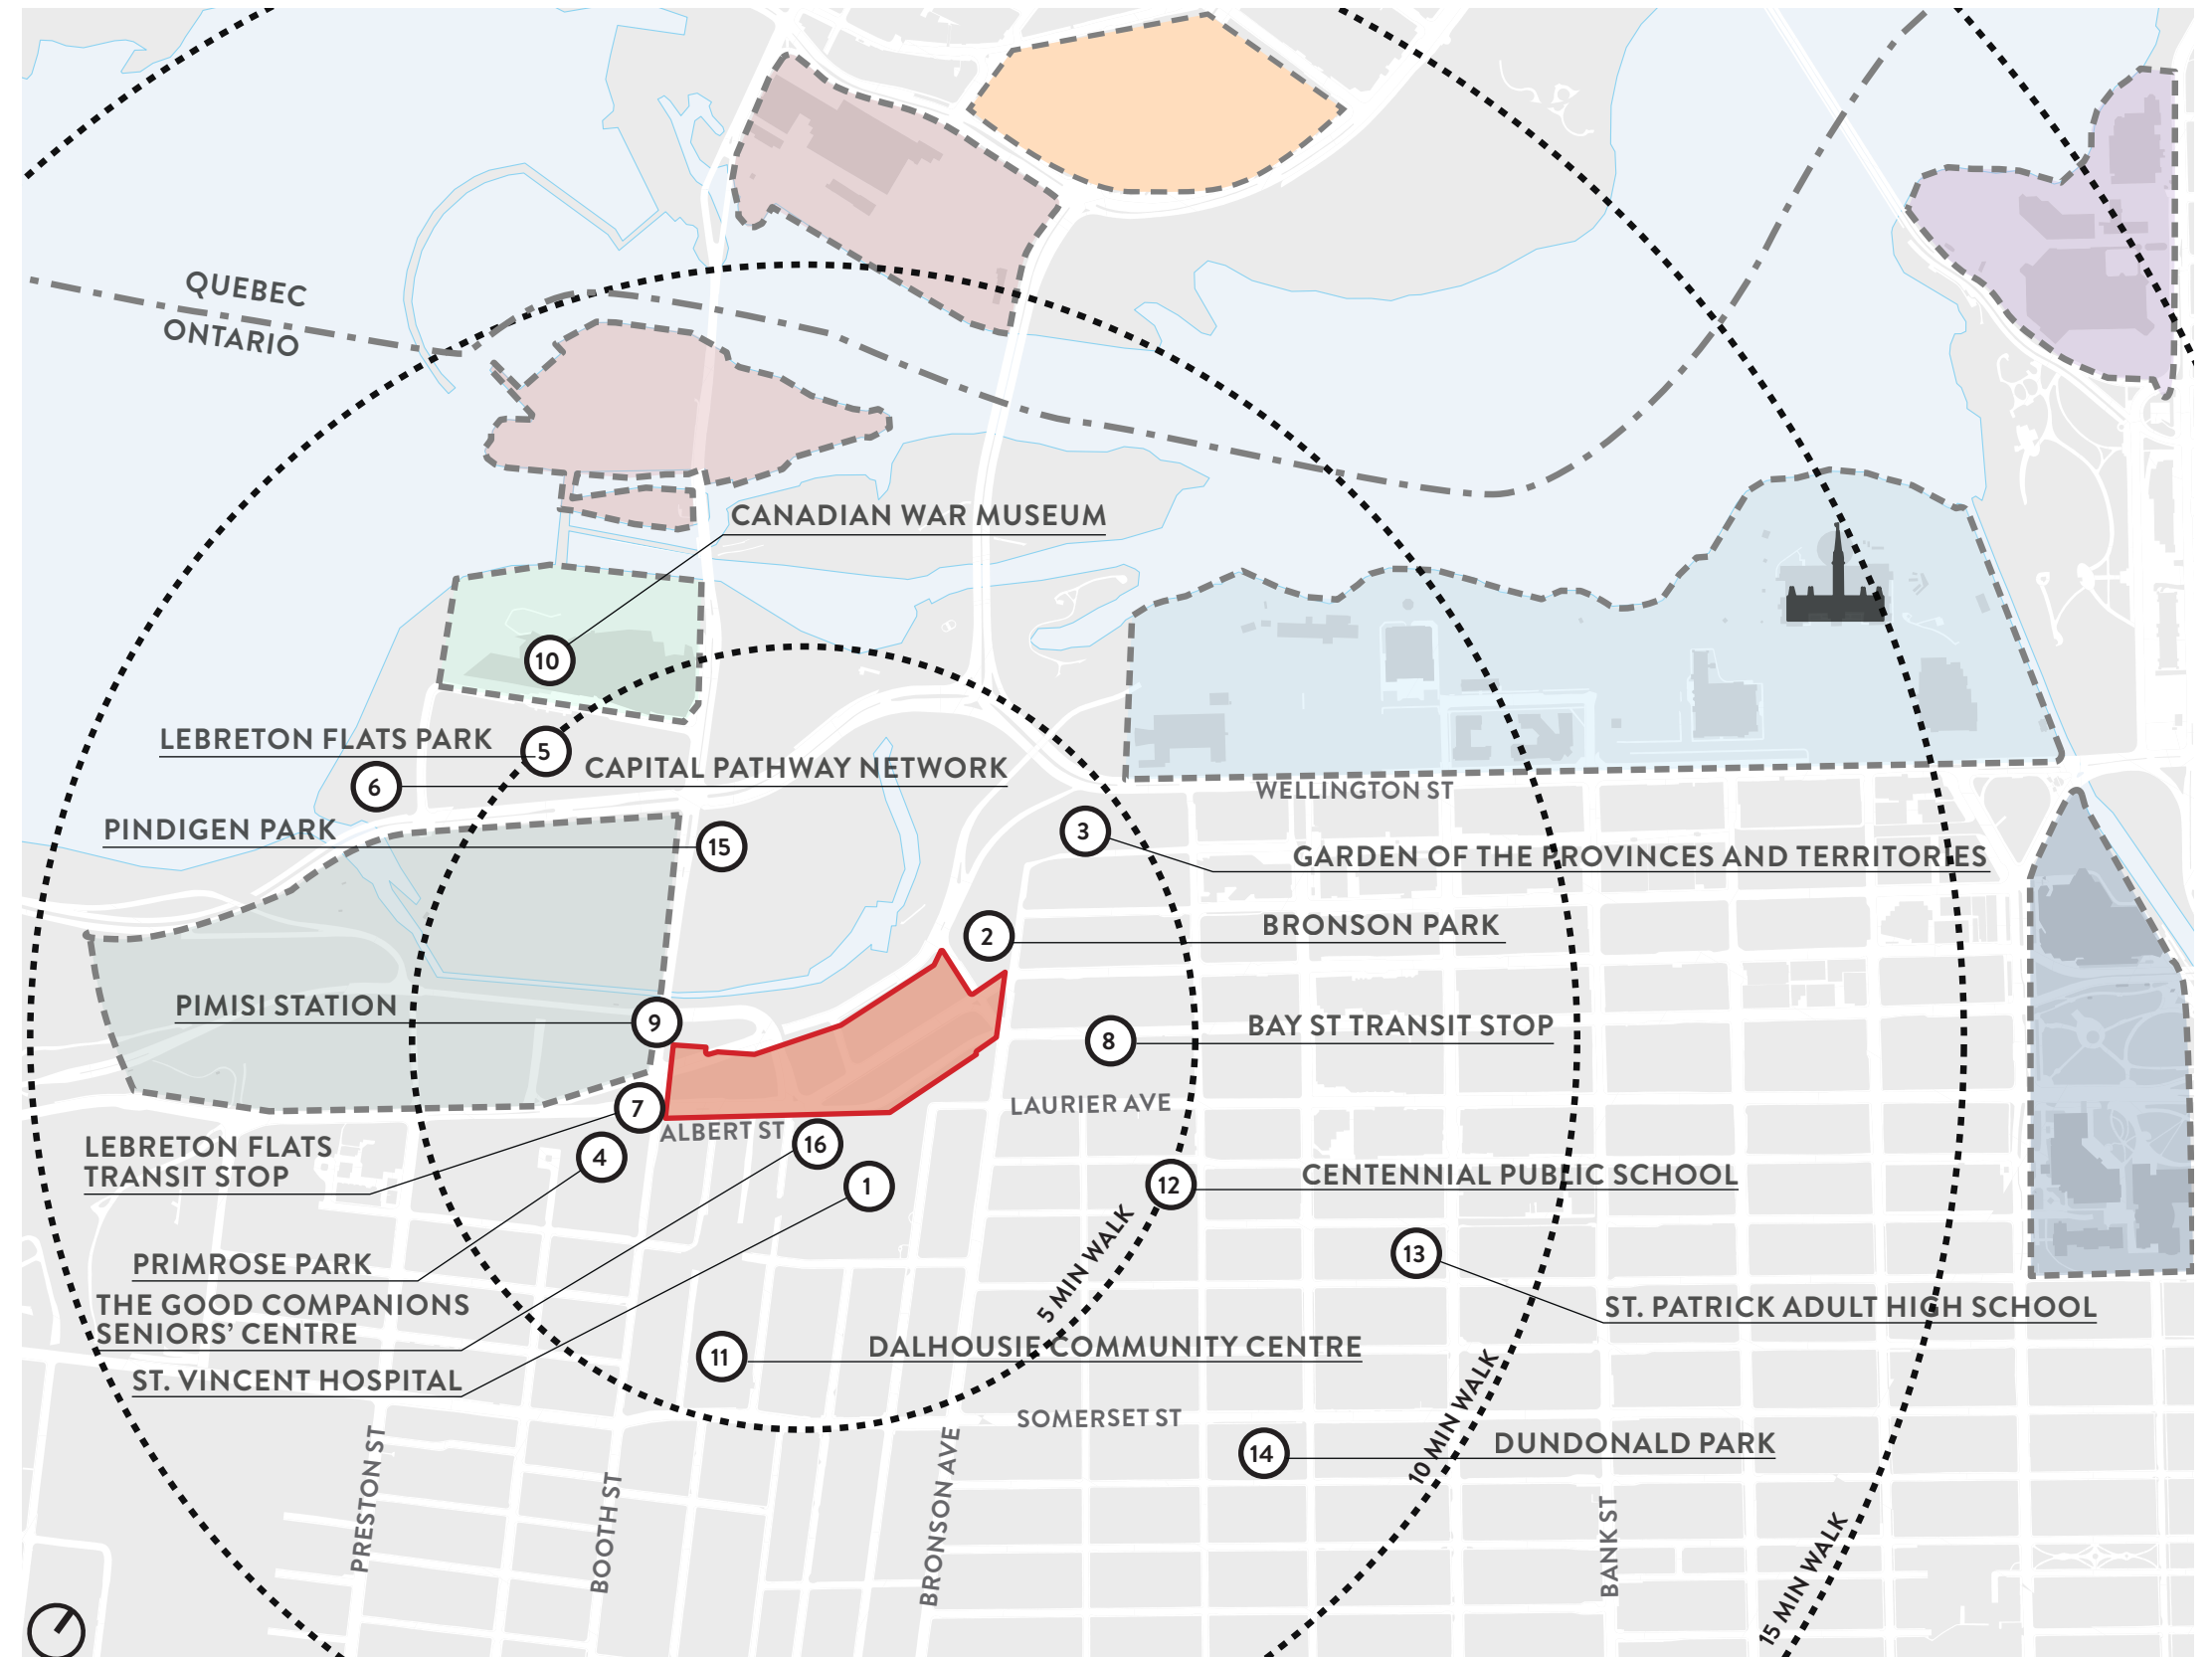 QUEBEC
ONTARIO
CANADIAN WAR MUSEUM
10
LEBRETON FLATS PARK
5
CAPITAL PATHWAY NETWORK
6
WELLINGTON ST
PINDIGEN PARK
15
3
GARDEN OF THE PROVINCES AND TERRITORIES
2
BRONSON PARK
PIMISI STATION
9
8
BAY ST TRANSIT STOP
LAURIER AVE
7
ALBERT ST
LEBRETON FLATS
TRANSIT STOP
4
16
1
12
CENTENNIAL PUBLIC SCHOOL
5 MIN WALK
13
PRIMROSE PARK
THE GOOD COMPANIONS
SENIORS' CENTRE
ST. PATRICK ADULT HIGH SCHOOL
11
DALHOUSIE COMMUNITY CENTRE
ST. VINCENT HOSPITAL
SOMERSET ST
10 MIN WALK
14
DUNDONALD PARK
PRESTON ST
BOOTH ST
BRONSON AVE
BANK ST
15 MIN WALK